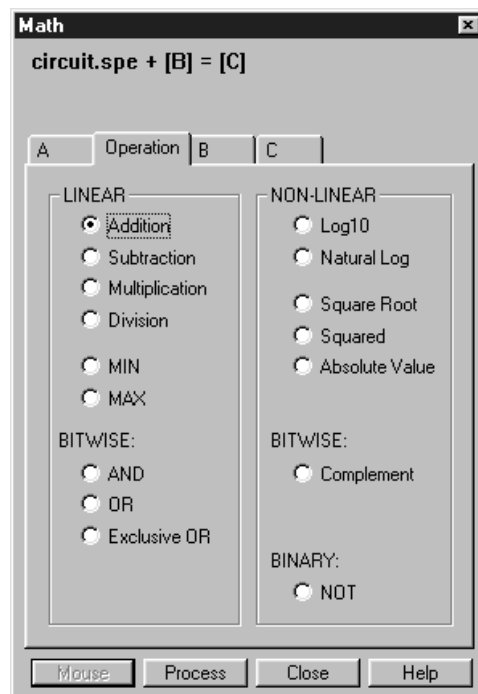 Math
circuit.spe + [B] = [C]
A Operation B C
LINEAR
Addition
Subtraction
Multiplication
Division
MIN
MAX
BITWISE:
AND
OR
Exclusive OR
NON-LINEAR
Log10
Natural Log
Square Root
Squared
Absolute Value
BITWISE:
Complement
BINARY:
NOT
Mouse Process Close Help